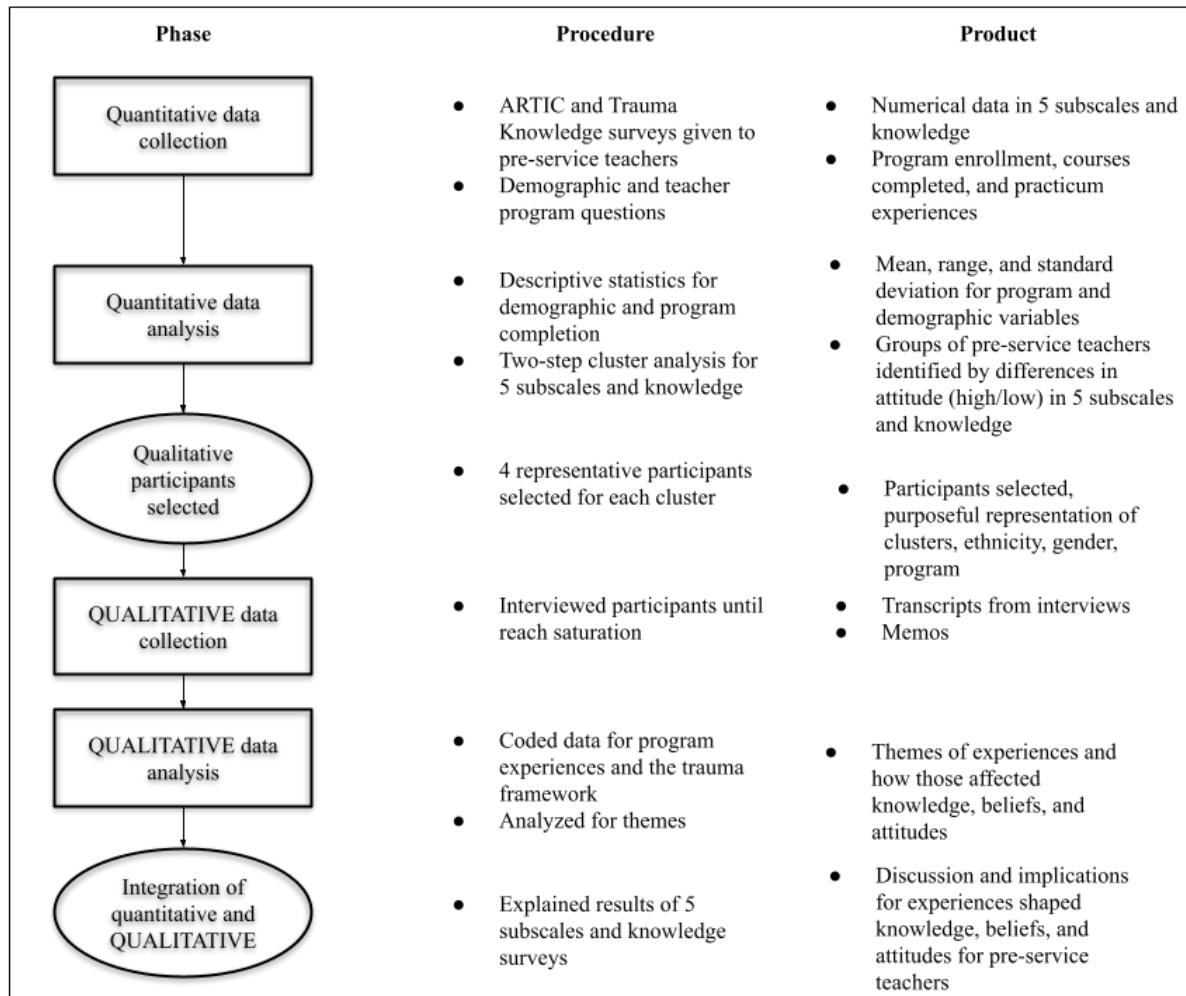 Phase
Procedure
Product
Quantitative data
collection
● ARTIC and Trauma
Knowledge surveys given to
pre-service teachers
● Demographic and teacher
program questions
● Numerical data in 5 subscales and
knowledge
● Program enrollment, courses
completed, and practicum
experiences
Quantitative data
analysis
● Descriptive statistics for
demographic and program
completion
● Two-step cluster analysis for
5 subscales and knowledge
● Mean, range, and standard
deviation for program and
demographic variables
● Groups of pre-service teachers
identified by differences in
attitude (high/low) in 5 subscales
and knowledge
Qualitative
participants
selected
● 4 representative participants
selected for each cluster
● Participants selected,
purposeful representation of
clusters, ethnicity, gender,
program
QUALITATIVE data
collection
● Interviewed participants until
reach saturation
● Transcripts from interviews
● Memos
QUALITATIVE data
analysis
● Coded data for program
experiences and the trauma
framework
● Analyzed for themes
● Themes of experiences and
how those affected
knowledge, beliefs, and
attitudes
Integration of
quantitative and
QUALITATIVE
● Explained results of 5
subscales and knowledge
surveys
● Discussion and implications
for experiences shaped
knowledge, beliefs, and
attitudes for pre-service
teachers